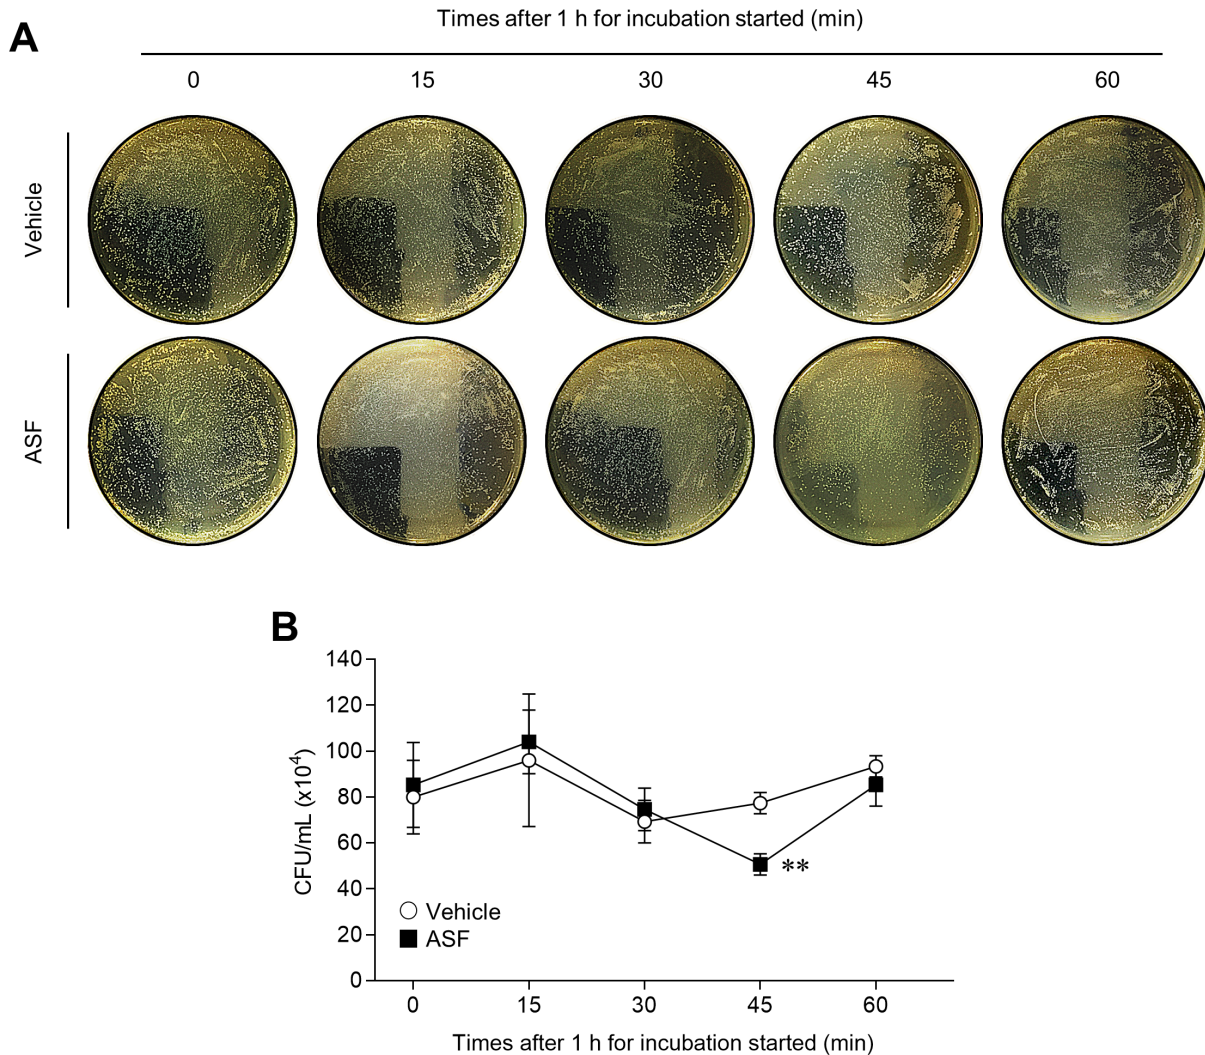 A
Times after 1 h for incubation started (min)
0 15 30 45 60
Vehicle
ASF
B
140
120
100
80
60
40
20
0
CFU/mL (x10⁴)
**
Vehicle
ASF
0 15 30 45 60
Times after 1 h for incubation started (min)